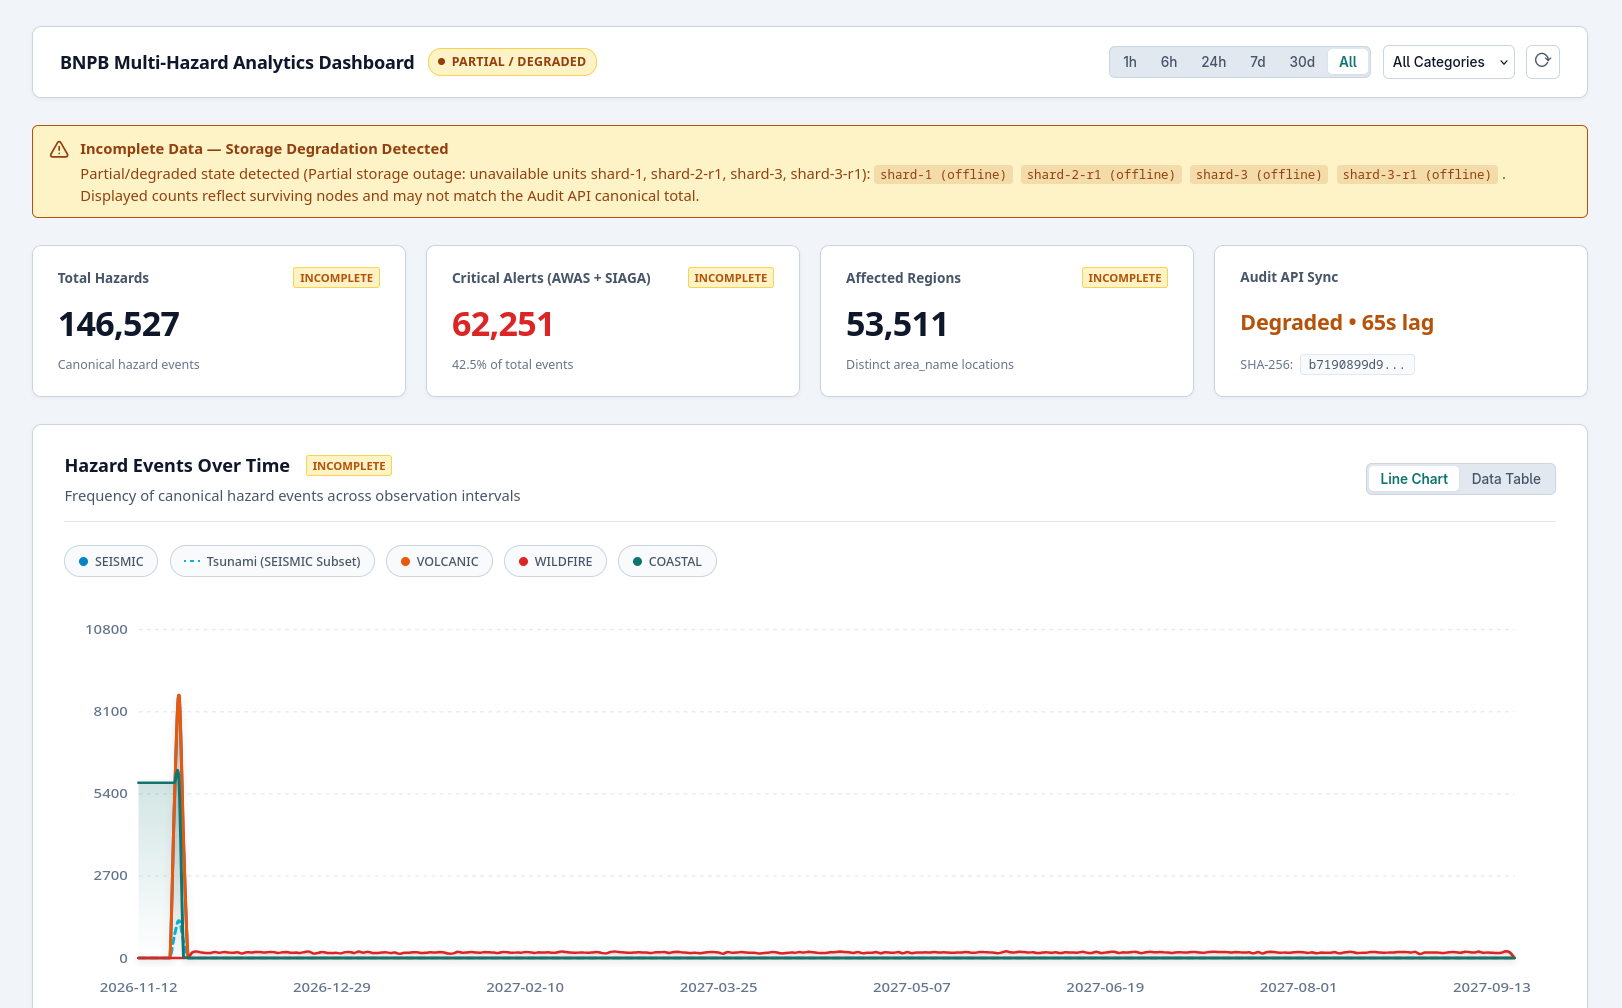 BNPB Multi-Hazard Analytics Dashboard
PARTIAL / DEGRADED
1h 6h 24h 7d 30d All
All Categories
Incomplete Data — Storage Degradation Detected
Partial/degraded state detected (Partial storage outage: unavailable units shard-1, shard-2-r1, shard-3, shard-3-r1): shard-1 (offline) shard-2-r1 (offline) shard-3 (offline) shard-3-r1 (offline) .
Displayed counts reflect surviving nodes and may not match the Audit API canonical total.
Total Hazards INCOMPLETE
146,527
Canonical hazard events
Critical Alerts (AWAS + SIAGA) INCOMPLETE
62,251
42.5% of total events
Affected Regions INCOMPLETE
53,511
Distinct area_name locations
Audit API Sync
Degraded • 65s lag
SHA-256: b7190899d9...
Hazard Events Over Time INCOMPLETE
Frequency of canonical hazard events across observation intervals
Line Chart Data Table
SEISMIC Tsunami (SEISMIC Subset) VOLCANIC WILDFIRE COASTAL
10800
8100
5400
2700
0
2026-11-12 2026-12-29 2027-02-10 2027-03-25 2027-05-07 2027-06-19 2027-08-01 2027-09-13